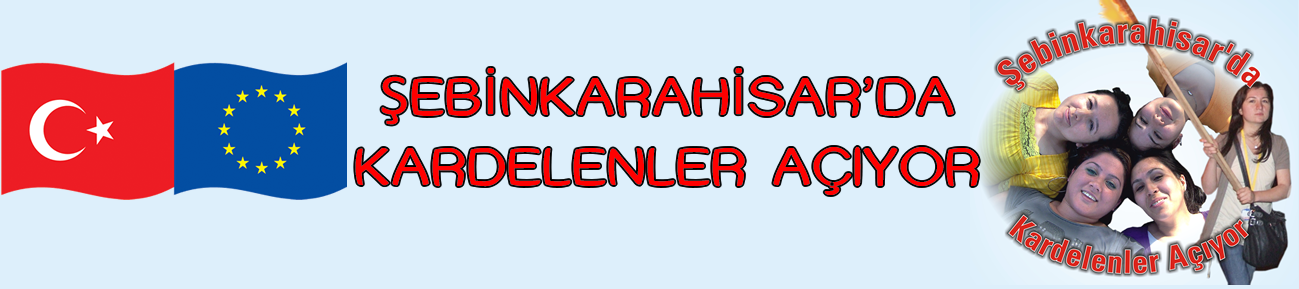 ŞEBİNKARAHİSAR'DA
KARDELENLER AÇIYOR
Şebinkarahisar'da
Kardelenler Açıyor